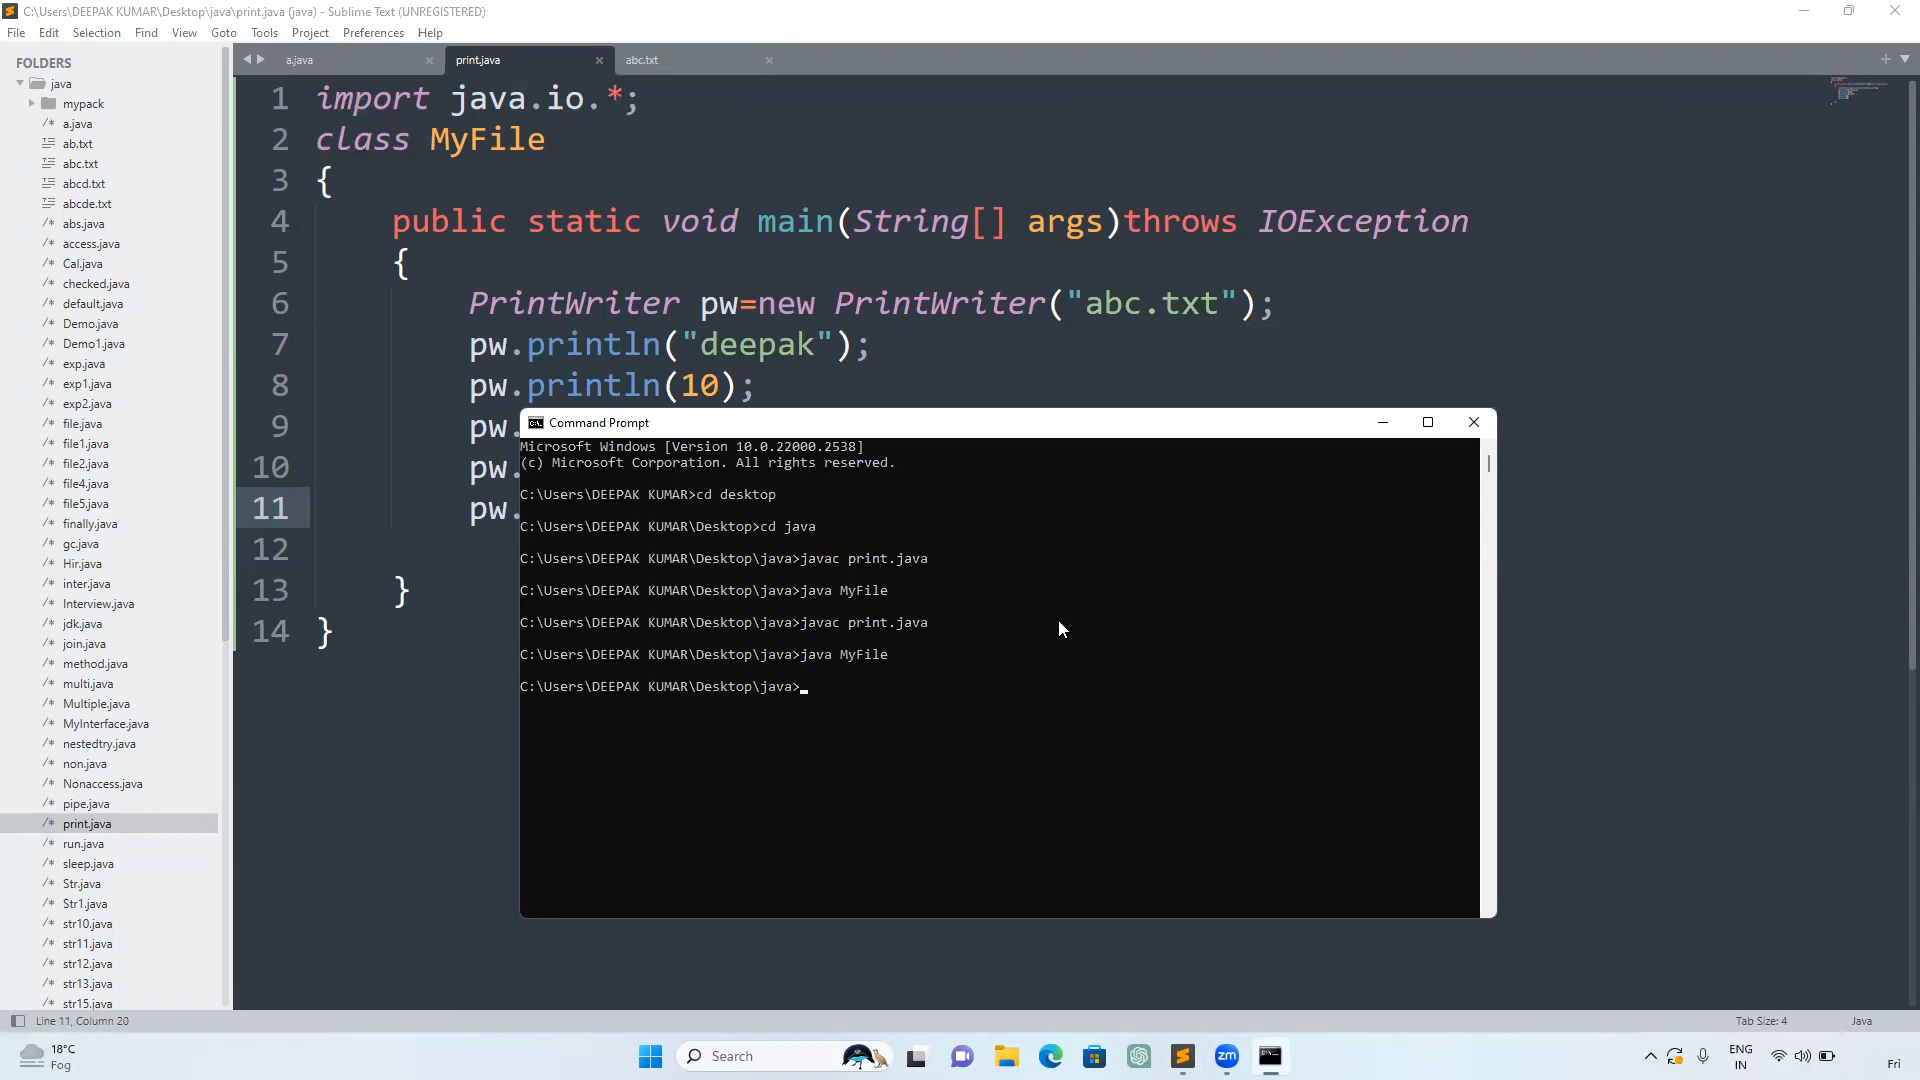 C:\Users\DEEPAK KUMAR\Desktop\java\print.java (java) - Sublime Text (UNREGISTERED)
File Edit Selection Find View Goto Tools Project Preferences Help
FOLDERS
java
mypack
a.java
ab.txt
abc.txt
abcd.txt
abcde.txt
abs.java
access.java
Cal.java
checked.java
default.java
Demo.java
Demo1.java
exp.java
exp1.java
exp2.java
file.java
file1.java
file2.java
file4.java
file5.java
finally.java
gc.java
Hir.java
inter.java
Interview.java
jdk.java
join.java
method.java
multi.java
Multiple.java
MyInterface.java
nestedtry.java
non.java
Nonaccess.java
pipe.java
print.java
run.java
sleep.java
Str.java
Str1.java
str10.java
str11.java
str12.java
str13.java
str15.java
a.java print.java abc.txt
1 import java.io.*;
2 class MyFile
3 {
4 public static void main(String[] args)throws IOException
5 {
6 PrintWriter pw=new PrintWriter("abc.txt");
7 pw.println("deepak");
8 pw.println(10);
9 pw.
10 pw.
11 pw.
12
13 }
14 }
Command Prompt
Microsoft Windows [Version 10.0.22000.2538]
(c) Microsoft Corporation. All rights reserved.
C:\Users\DEEPAK KUMAR>cd desktop
C:\Users\DEEPAK KUMAR\Desktop>cd java
C:\Users\DEEPAK KUMAR\Desktop\java>javac print.java
C:\Users\DEEPAK KUMAR\Desktop\java>java MyFile
C:\Users\DEEPAK KUMAR\Desktop\java>javac print.java
C:\Users\DEEPAK KUMAR\Desktop\java>java MyFile
C:\Users\DEEPAK KUMAR\Desktop\java>
Line 11, Column 20
Tab Size: 4 Java
18°C
Fog
Search
zm
ENG
IN
Fri